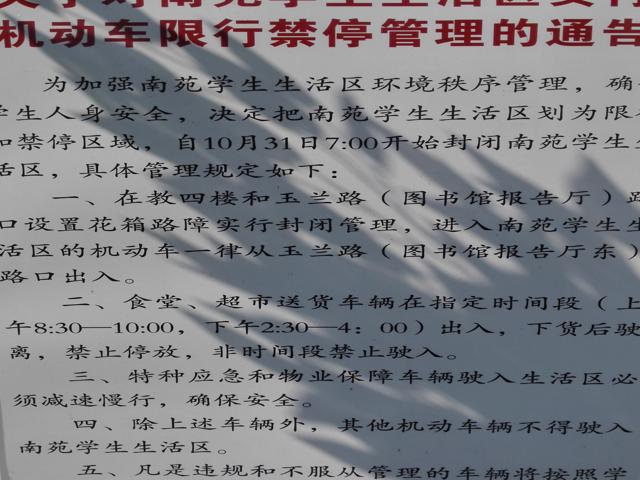 关于对南苑学生生活区实行
机动车限行禁停管理的通告
为加强南苑学生生活区环境秩序管理，确
学生人身安全，决定把南苑学生生活区划为限
和禁停区域，自10月31日7:00开始封闭南苑学生
活区，具体管理规定如下：
一、在教四楼和玉兰路（图书馆报告厅）路
口设置花箱路障实行封闭管理，进入南苑学生生
活区的机动车一律从玉兰路（图书馆报告厅东）
路口出入。
二、食堂、超市送货车辆在指定时间段（上
午8:30—10:00，下午2:30—4：00）出入，下货后驶
离，禁止停放，非时间段禁止驶入。
三、特种应急和物业保障车辆驶入生活区必
须减速慢行，确保安全。
四、除上述车辆外，其他机动车辆不得驶入
南苑学生生活区。
五、凡是违规和不服从管理的车辆将按照学